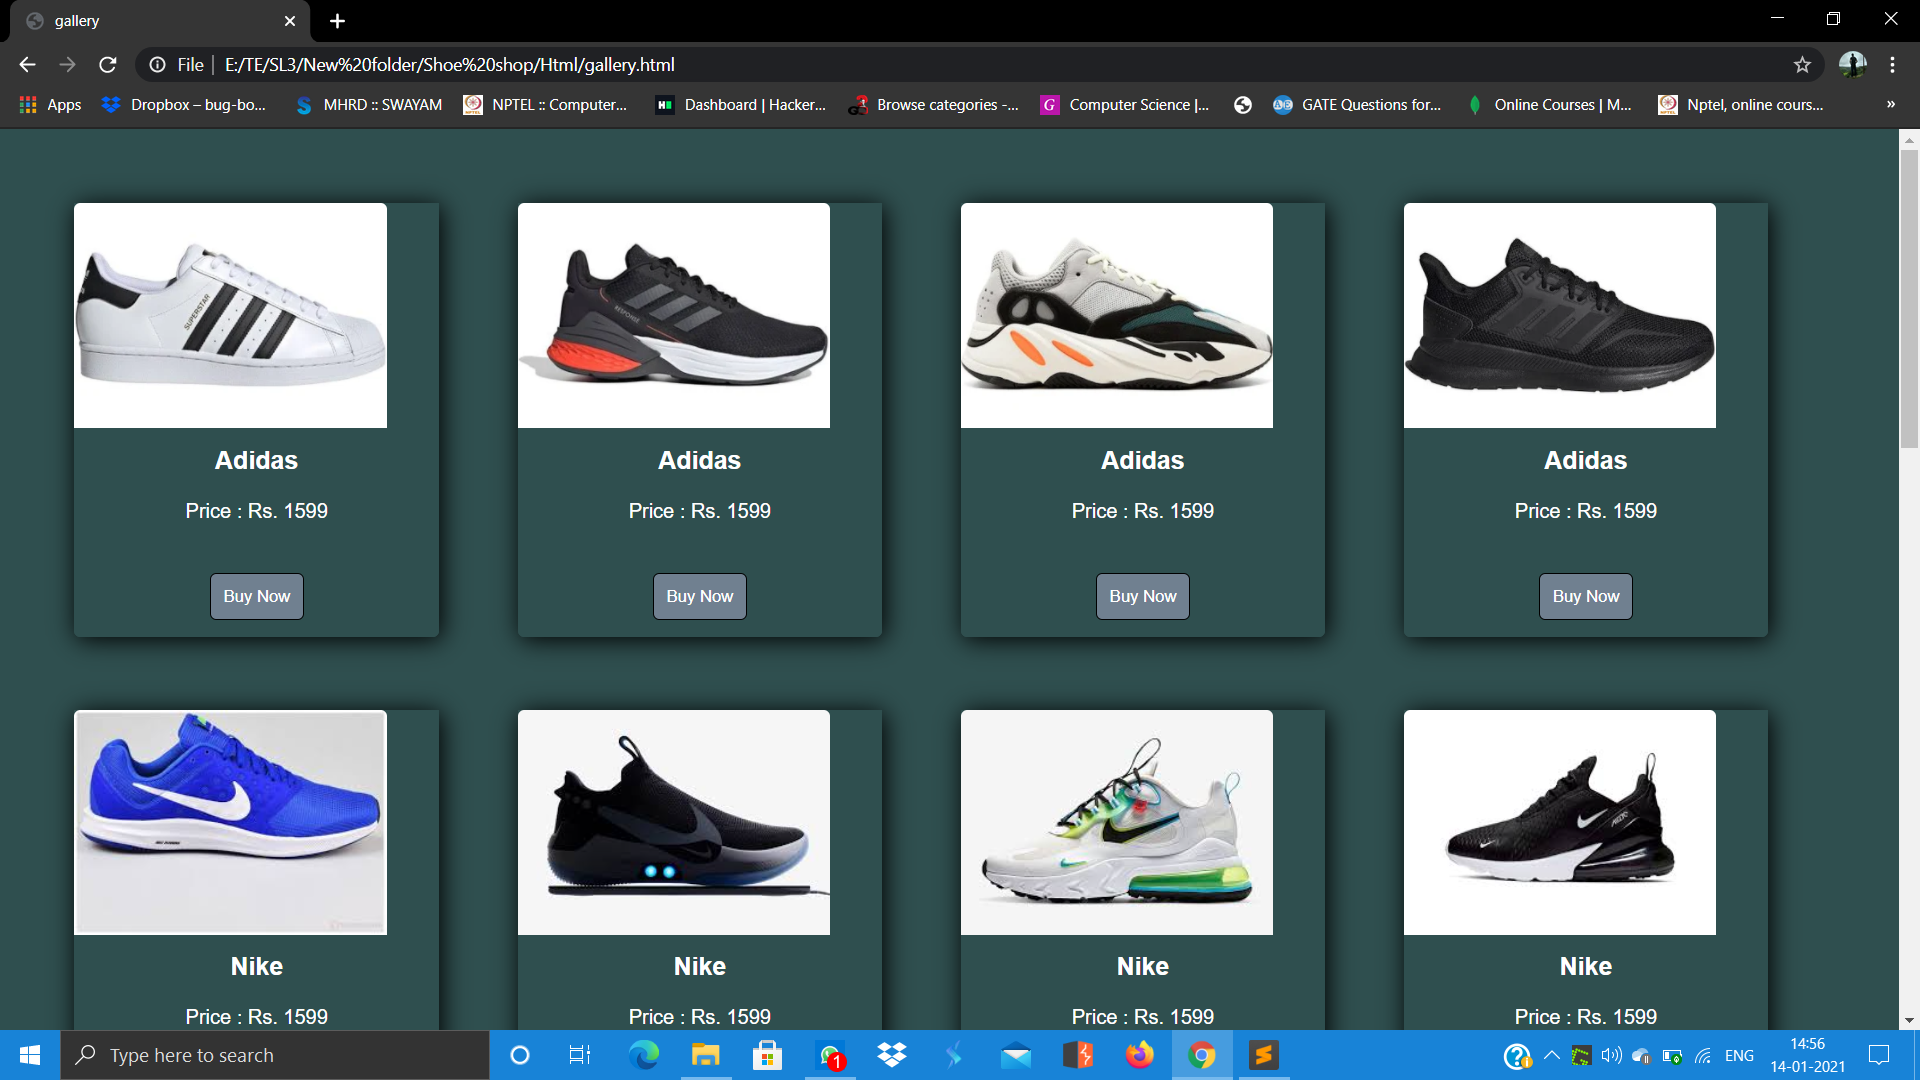 gallery
File E:/TE/SL3/New%20folder/Shoe%20shop/Html/gallery.html
Apps Dropbox – bug-bo... MHRD :: SWAYAM NPTEL :: Computer... Dashboard | Hacker... Browse categories -... Computer Science |... GATE Questions for... Online Courses | M... Nptel, online cours... »
SUPERSTAR RESPONSE
Adidas Adidas Adidas Adidas
Price : Rs. 1599 Price : Rs. 1599 Price : Rs. 1599 Price : Rs. 1599
Buy Now Buy Now Buy Now Buy Now
Nike Nike Nike Nike
Price : Rs. 1599 Price : Rs. 1599 Price : Rs. 1599 Price : Rs. 1599
Type here to search 1 ENG 14:56
14-01-2021